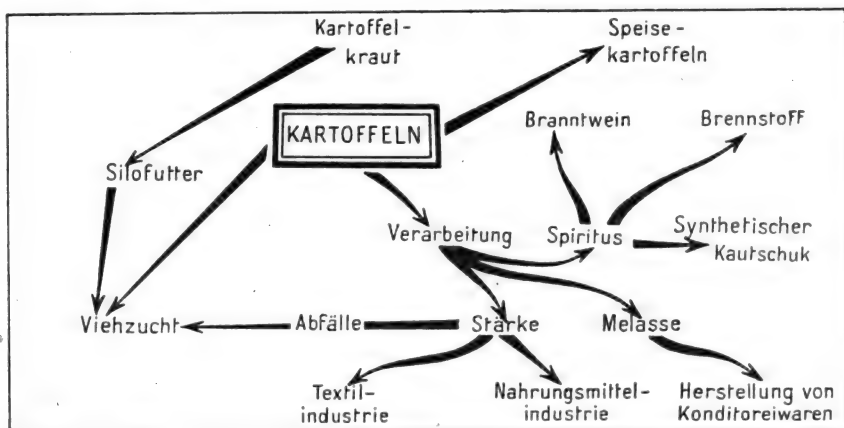 Kartoffel-
kraut
Speise-
kartoffeln
KARTOFFELN
Branntwein
Brennstoff
Silofutter
Verarbeitung
Spiritus
Synthetischer
Kautschuk
Viehzucht
Abfälle
Stärke
Melasse
Textil-
industrie
Nahrungsmittel-
industrie
Herstellung von
Konditoreiwaren